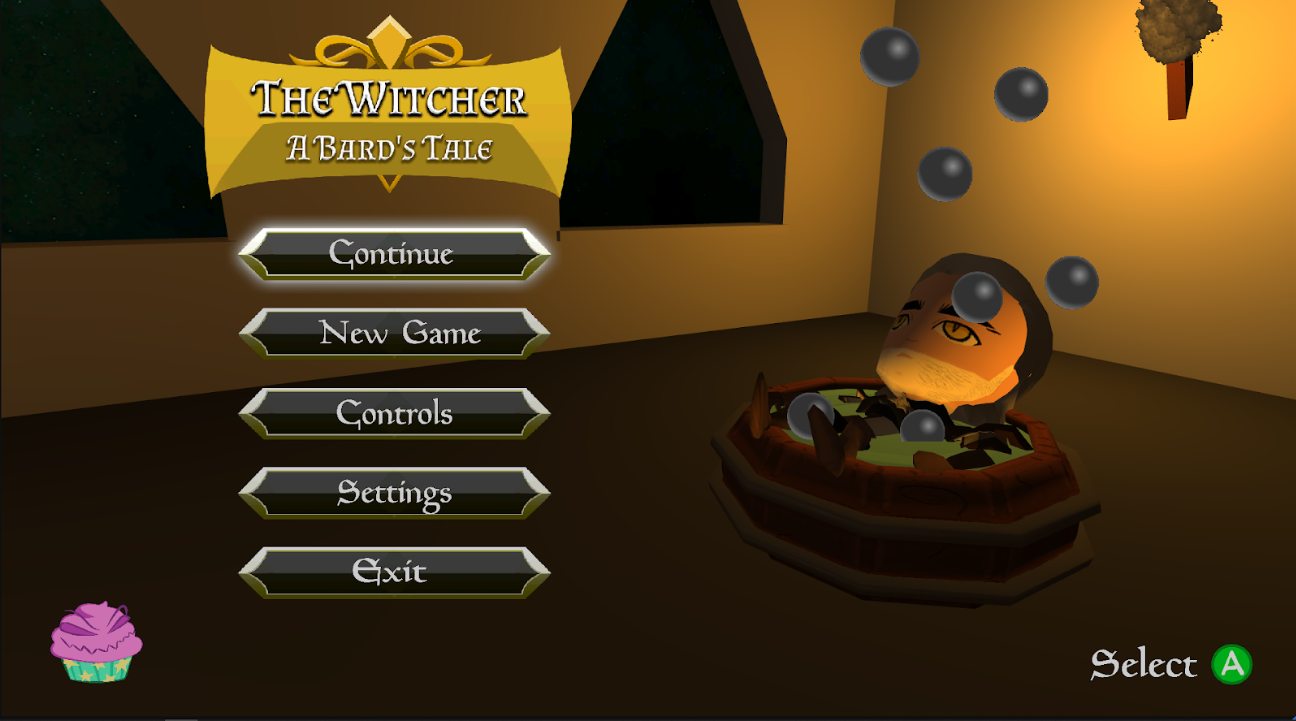 The Witcher
A Bard's Tale
Continue
New Game
Controls
Settings
Exit
Select A